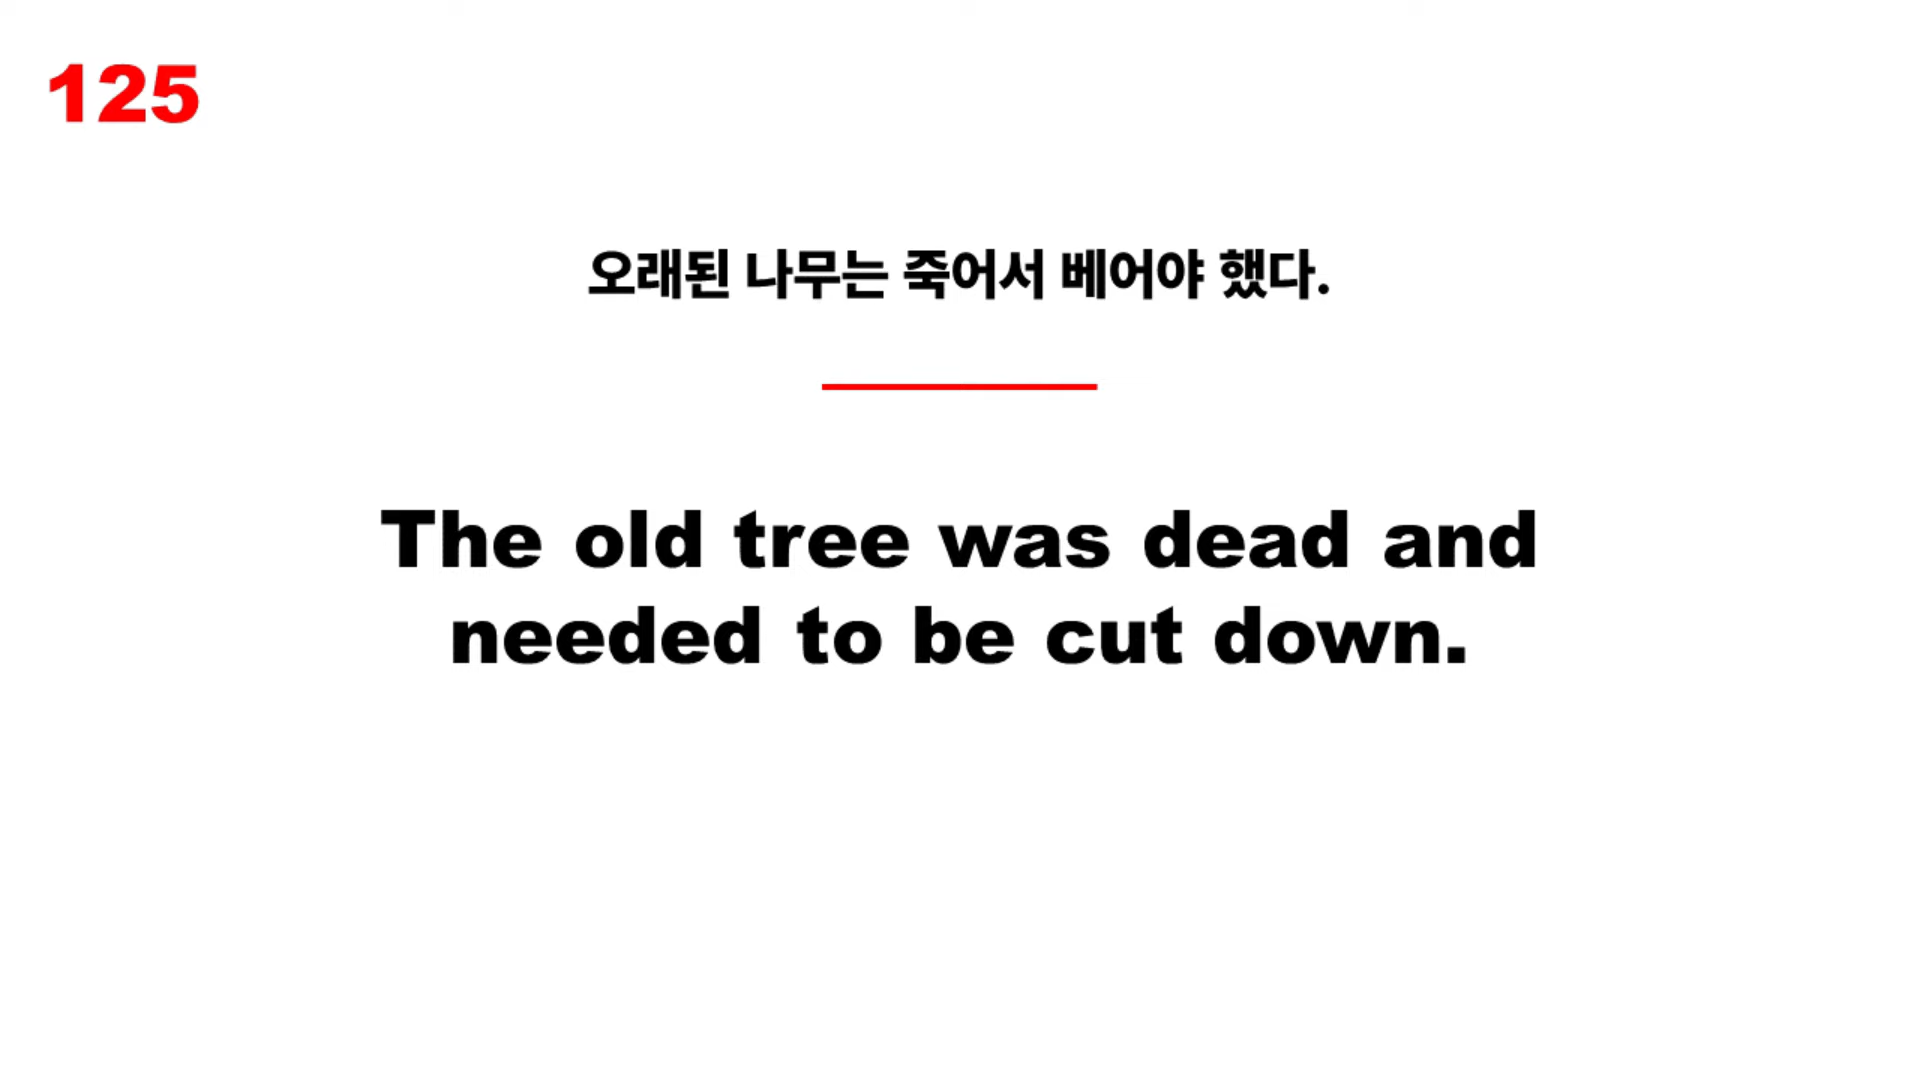 125
오래된 나무는 죽어서 베어야 했다.
The old tree was dead and
needed to be cut down.